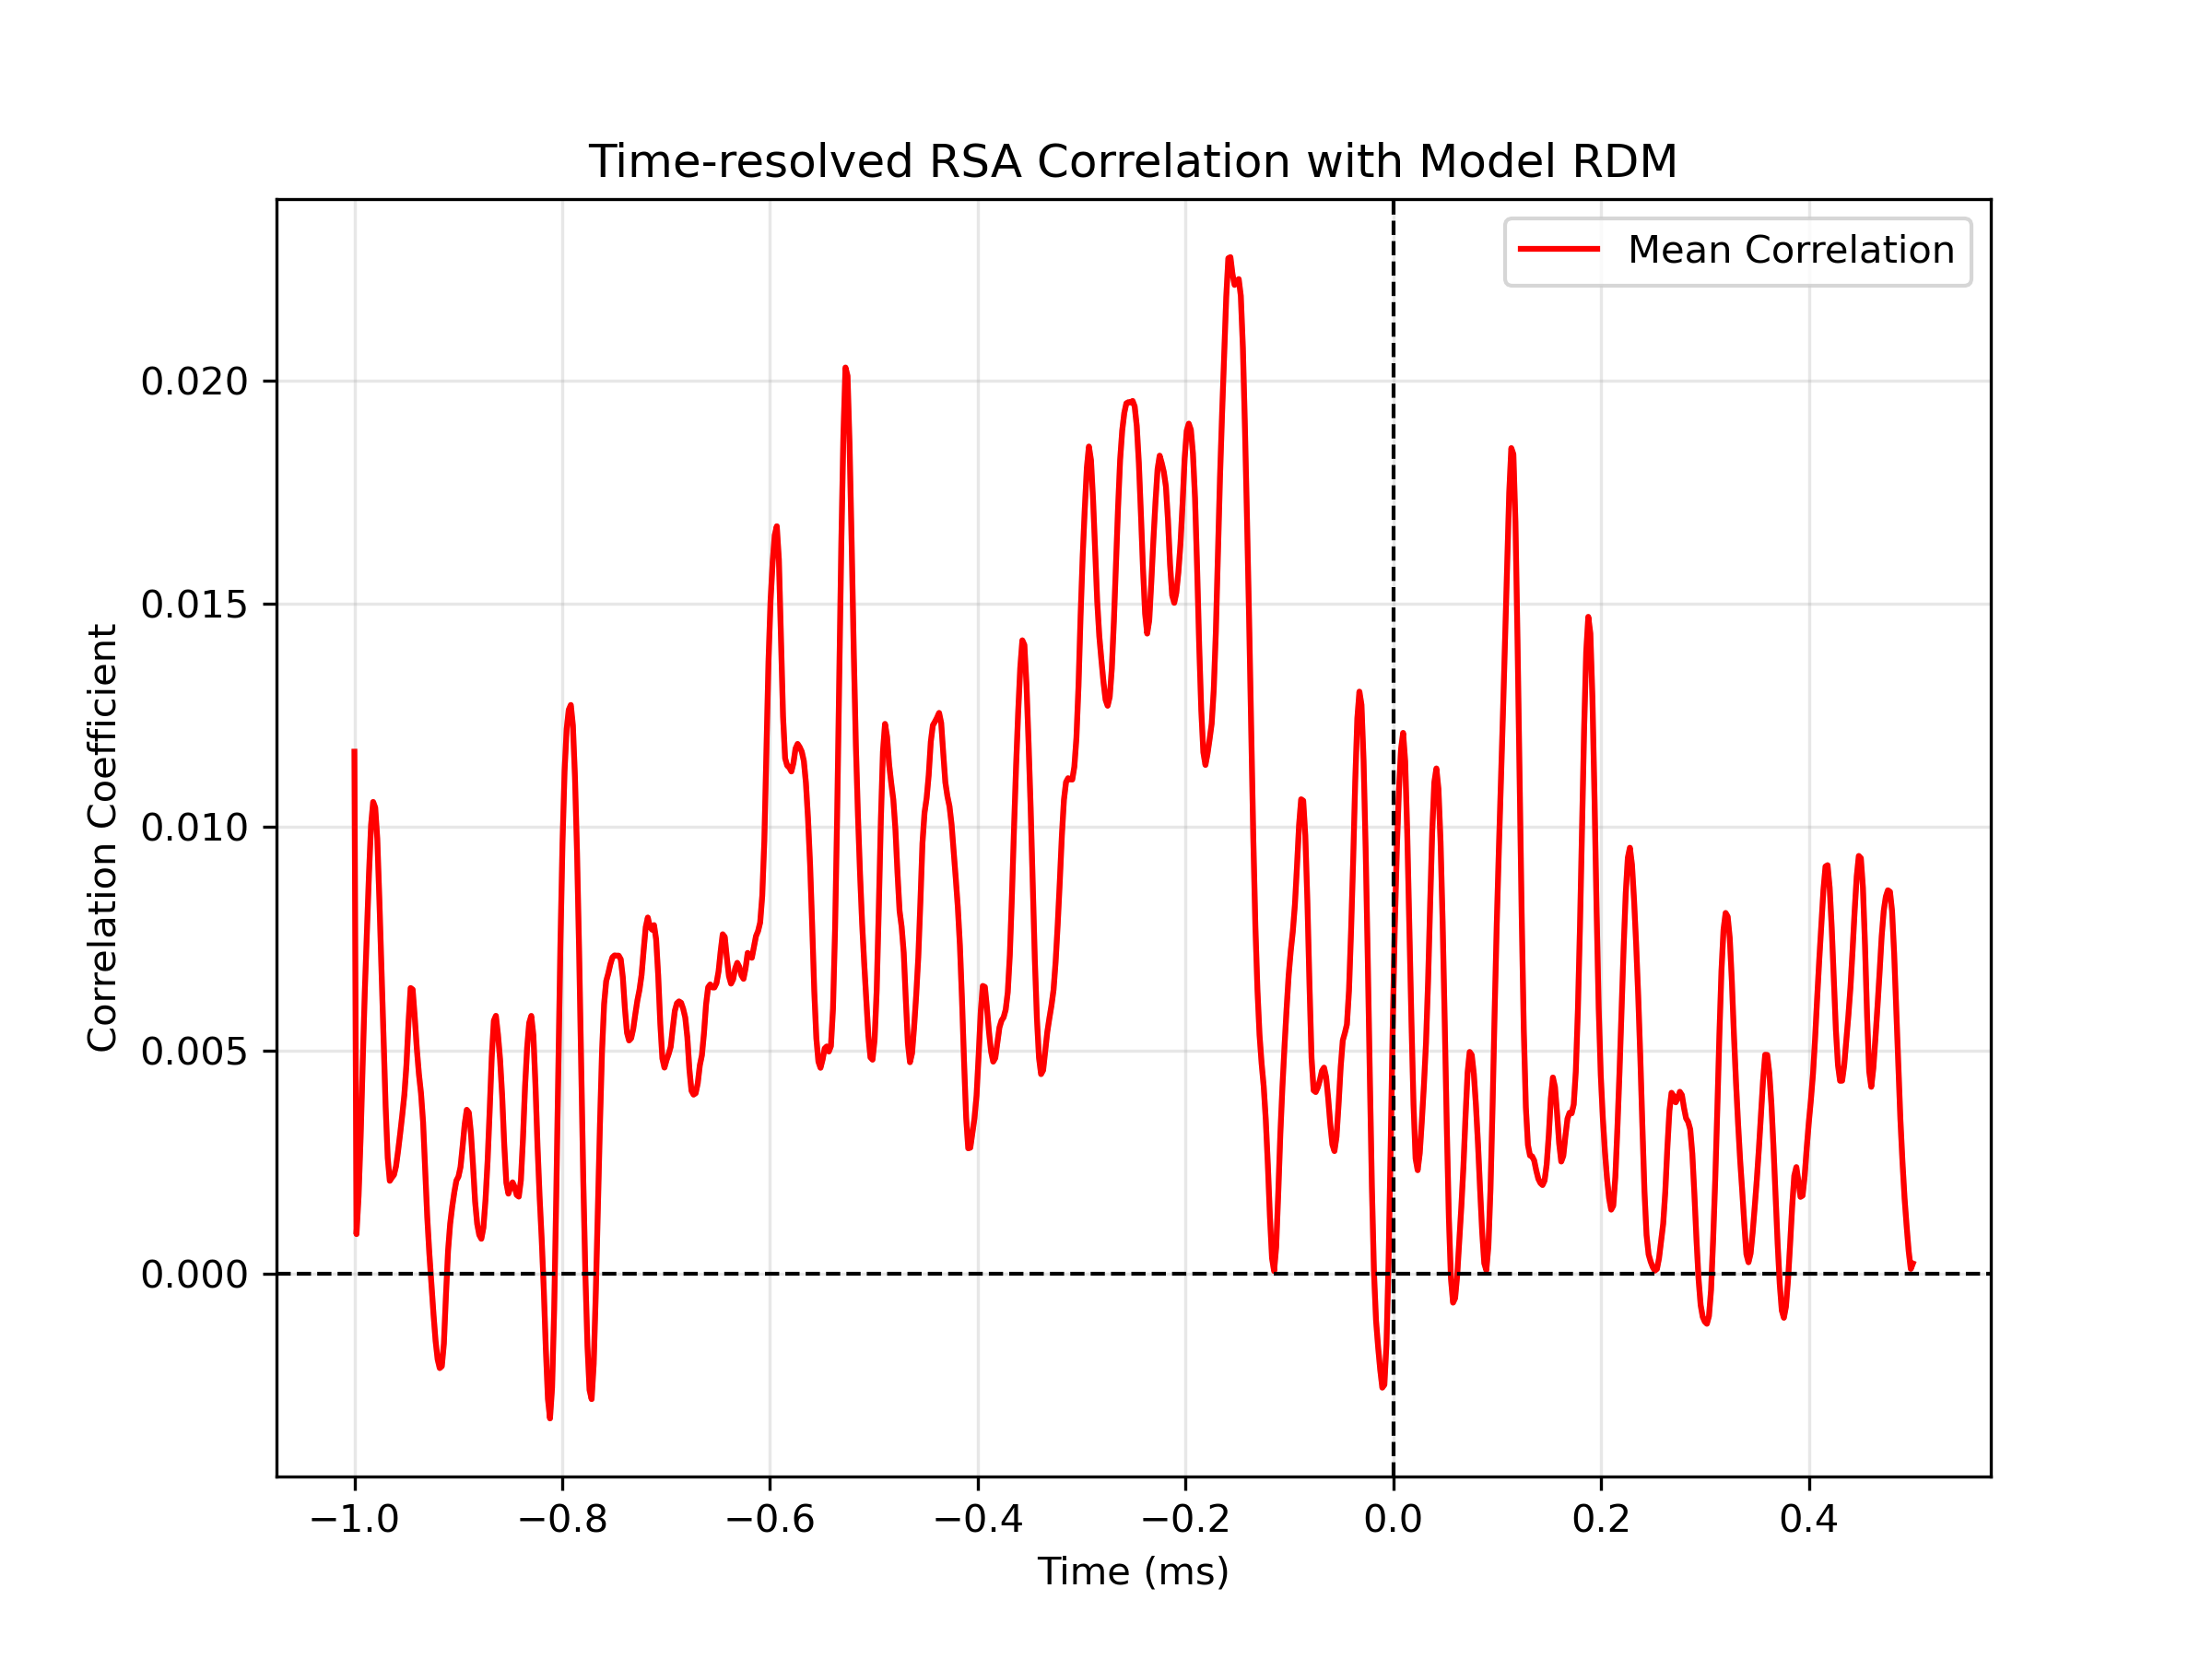 Time-resolved RSA Correlation with Model RDM
Mean Correlation
Correlation Coefficient
0.020
0.015
0.010
0.005
0.000
−1.0 −0.8 −0.6 −0.4 −0.2 0.0 0.2 0.4
Time (ms)